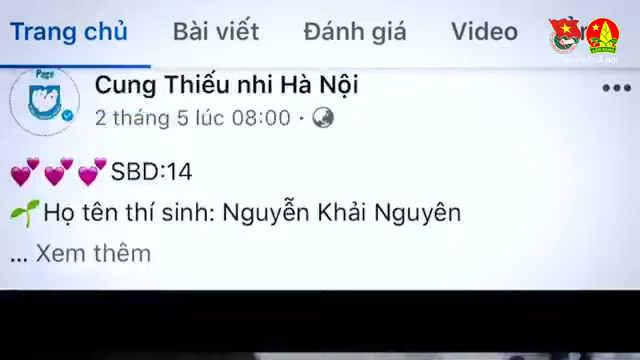 Trang chủ Bài viết Đánh giá Video
Page
Cung Thiếu nhi Hà Nội
2 tháng 5 lúc 08:00
SBD:14
Họ tên thí sinh: Nguyễn Khải Nguyên
... Xem thêm